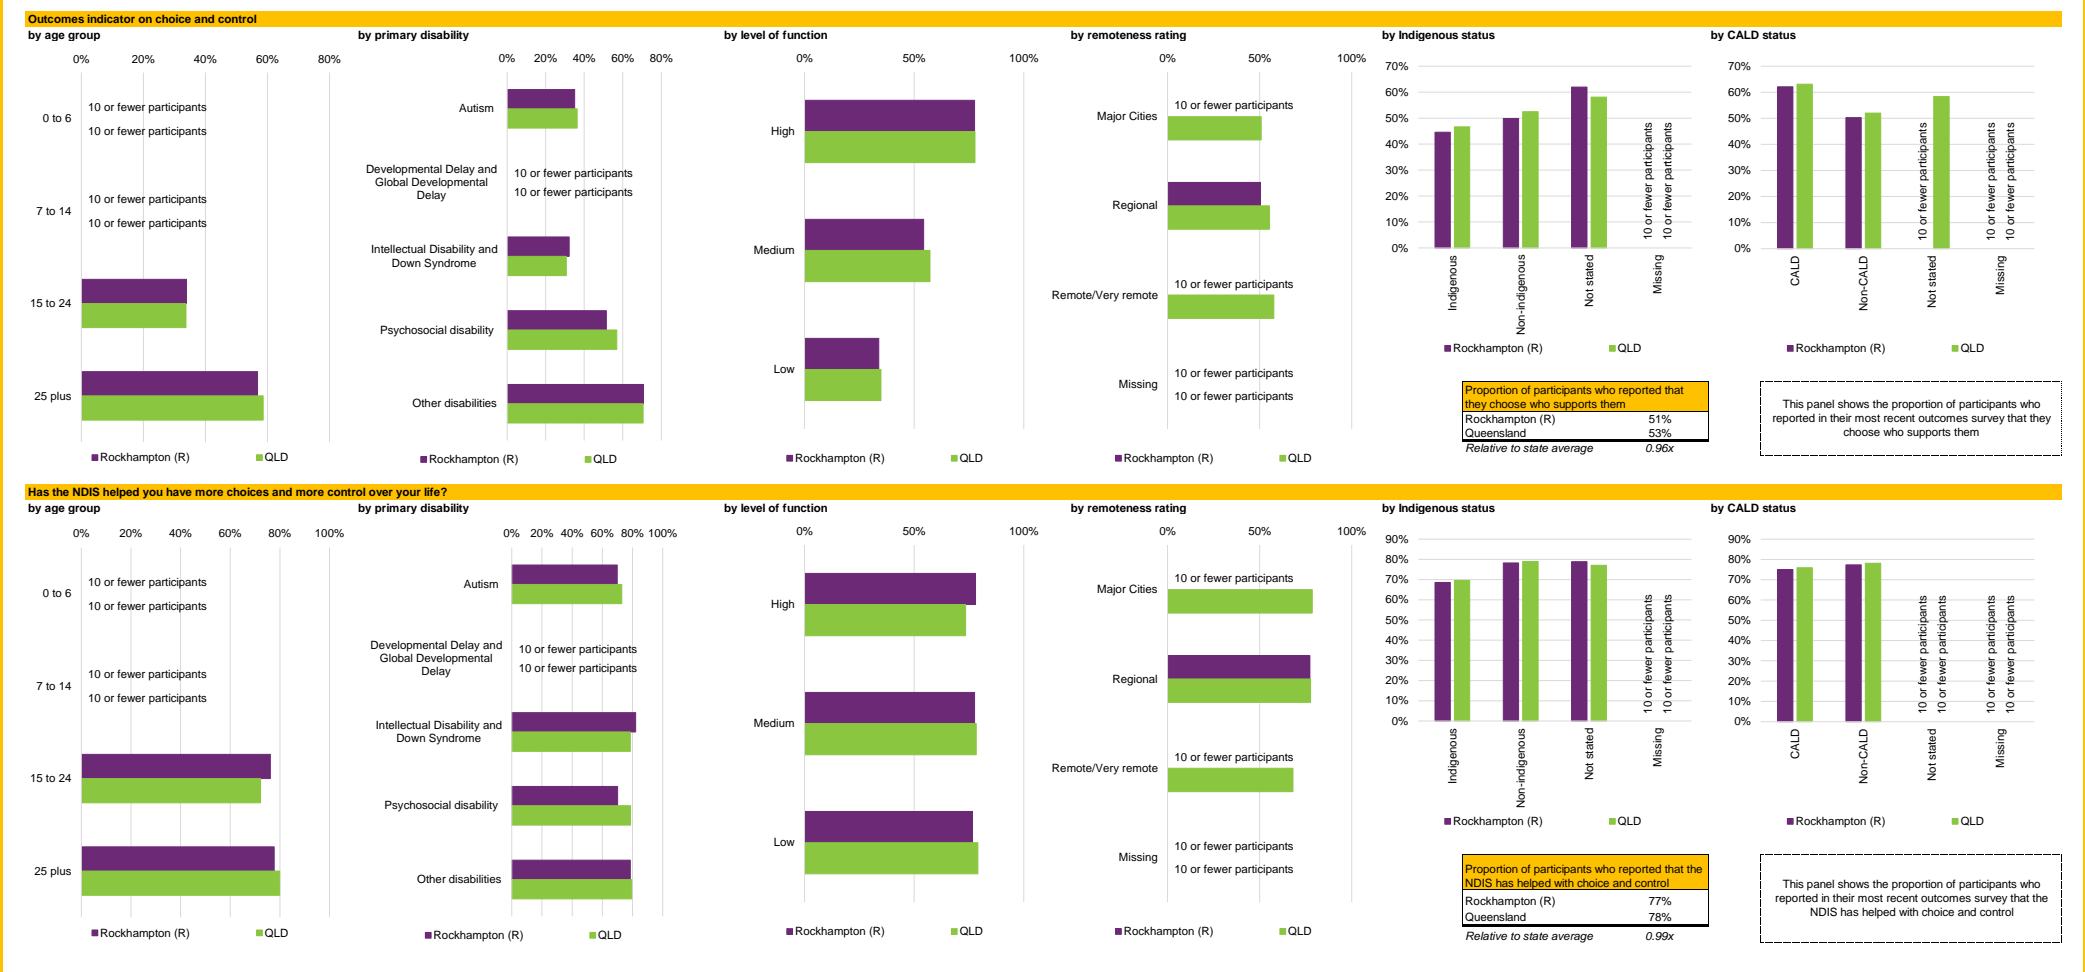 Outcomes indicator on choice and control
by age group
0% 20% 40% 60% 80%
0 to 6
10 or fewer participants
10 or fewer participants
7 to 14
10 or fewer participants
10 or fewer participants
15 to 24
25 plus
Rockhampton (R) QLD
by primary disability
0% 20% 40% 60% 80%
Autism
Developmental Delay and
Global Developmental
Delay
10 or fewer participants
10 or fewer participants
Intellectual Disability and
Down Syndrome
Psychosocial disability
Other disabilities
Rockhampton (R) QLD
by level of function
0% 50% 100%
High
Medium
Low
Rockhampton (R) QLD
by remoteness rating
0% 50% 100%
Major Cities
10 or fewer participants
Regional
Remote/Very remote
10 or fewer participants
Missing
10 or fewer participants
10 or fewer participants
Rockhampton (R) QLD
by Indigenous status
70%
60%
50%
40%
30%
20%
10%
0%
10 or fewer participants
10 or fewer participants
Indigenous
Non-indigenous
Not stated
Missing
Rockhampton (R) QLD
Proportion of participants who reported that
they choose who supports them
Rockhampton (R) 51%
Queensland 53%
Relative to state average 0.96x
by CALD status
70%
60%
50%
40%
30%
20%
10%
0%
10 or fewer participants
10 or fewer participants
10 or fewer participants
CALD
Non-CALD
Not stated
Missing
Rockhampton (R) QLD
This panel shows the proportion of participants who
reported in their most recent outcomes survey that they
choose who supports them
Has the NDIS helped you have more choices and more control over your life?
by age group
0% 20% 40% 60% 80% 100%
0 to 6
10 or fewer participants
10 or fewer participants
7 to 14
10 or fewer participants
10 or fewer participants
15 to 24
25 plus
Rockhampton (R) QLD
by primary disability
0% 20% 40% 60% 80% 100%
Autism
Developmental Delay and
Global Developmental
Delay
10 or fewer participants
10 or fewer participants
Intellectual Disability and
Down Syndrome
Psychosocial disability
Other disabilities
Rockhampton (R) QLD
by level of function
0% 50% 100%
High
Medium
Low
Rockhampton (R) QLD
by remoteness rating
0% 50% 100%
Major Cities
10 or fewer participants
Regional
Remote/Very remote
10 or fewer participants
Missing
10 or fewer participants
10 or fewer participants
Rockhampton (R) QLD
by Indigenous status
90%
80%
70%
60%
50%
40%
30%
20%
10%
0%
10 or fewer participants
10 or fewer participants
Indigenous
Non-indigenous
Not stated
Missing
Rockhampton (R) QLD
Proportion of participants who reported that the
NDIS has helped with choice and control
Rockhampton (R) 77%
Queensland 78%
Relative to state average 0.99x
by CALD status
90%
80%
70%
60%
50%
40%
30%
20%
10%
0%
10 or fewer participants
10 or fewer participants
10 or fewer participants
10 or fewer participants
CALD
Non-CALD
Not stated
Missing
Rockhampton (R) QLD
This panel shows the proportion of participants who
reported in their most recent outcomes survey that the
NDIS has helped with choice and control